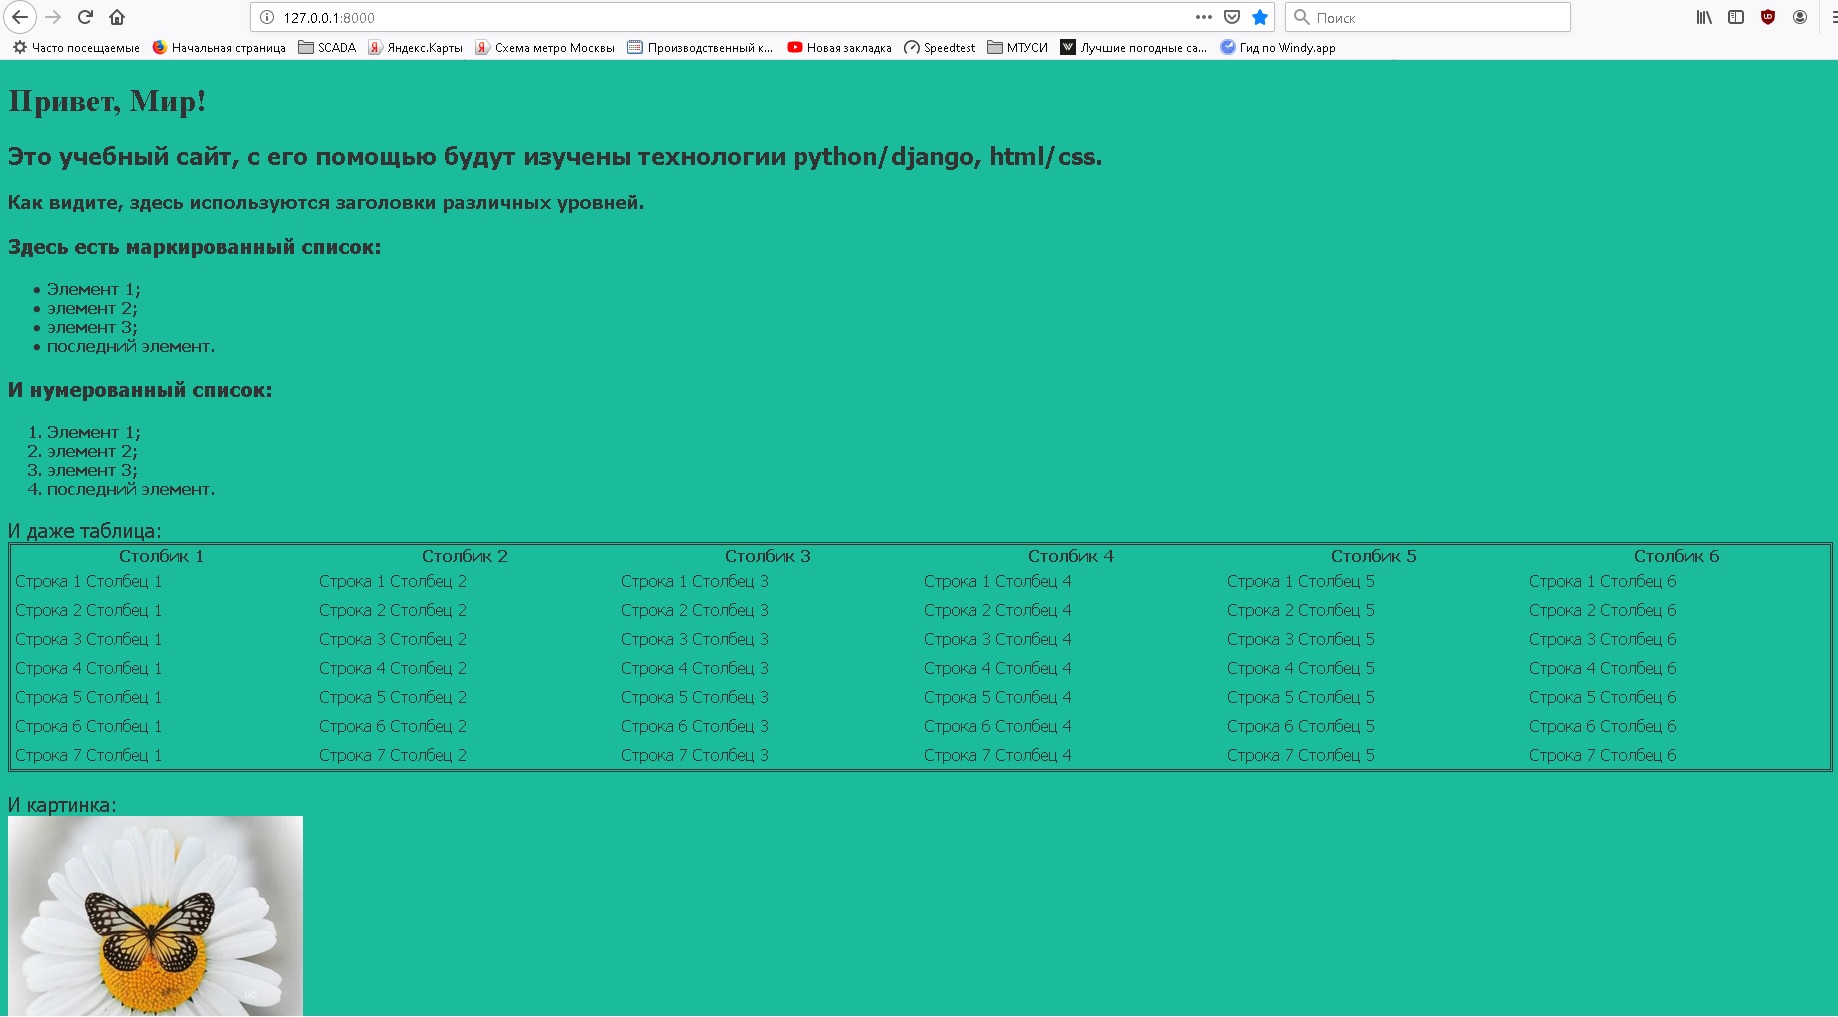 127.0.0.1:8000
Поиск
Часто посещаемые Начальная страница SCADA Яндекс.Карты Схема метро Москвы Производственный к... Новая закладка Speedtest МТУСИ Лучшие погодные са... Гид по Windy.app
Привет, Мир!
Это учебный сайт, с его помощью будут изучены технологии python/django, html/css.
Как видите, здесь используются заголовки различных уровней.
Здесь есть маркированный список:
• Элемент 1;
• элемент 2;
• элемент 3;
• последний элемент.
И нумерованный список:
1. Элемент 1;
2. элемент 2;
3. элемент 3;
4. последний элемент.
И даже таблица:
Столбик 1 Столбик 2 Столбик 3 Столбик 4 Столбик 5 Столбик 6
Строка 1 Столбец 1 Строка 1 Столбец 2 Строка 1 Столбец 3 Строка 1 Столбец 4 Строка 1 Столбец 5 Строка 1 Столбец 6
Строка 2 Столбец 1 Строка 2 Столбец 2 Строка 2 Столбец 3 Строка 2 Столбец 4 Строка 2 Столбец 5 Строка 2 Столбец 6
Строка 3 Столбец 1 Строка 3 Столбец 2 Строка 3 Столбец 3 Строка 3 Столбец 4 Строка 3 Столбец 5 Строка 3 Столбец 6
Строка 4 Столбец 1 Строка 4 Столбец 2 Строка 4 Столбец 3 Строка 4 Столбец 4 Строка 4 Столбец 5 Строка 4 Столбец 6
Строка 5 Столбец 1 Строка 5 Столбец 2 Строка 5 Столбец 3 Строка 5 Столбец 4 Строка 5 Столбец 5 Строка 5 Столбец 6
Строка 6 Столбец 1 Строка 6 Столбец 2 Строка 6 Столбец 3 Строка 6 Столбец 4 Строка 6 Столбец 5 Строка 6 Столбец 6
Строка 7 Столбец 1 Строка 7 Столбец 2 Строка 7 Столбец 3 Строка 7 Столбец 4 Строка 7 Столбец 5 Строка 7 Столбец 6
И картинка: